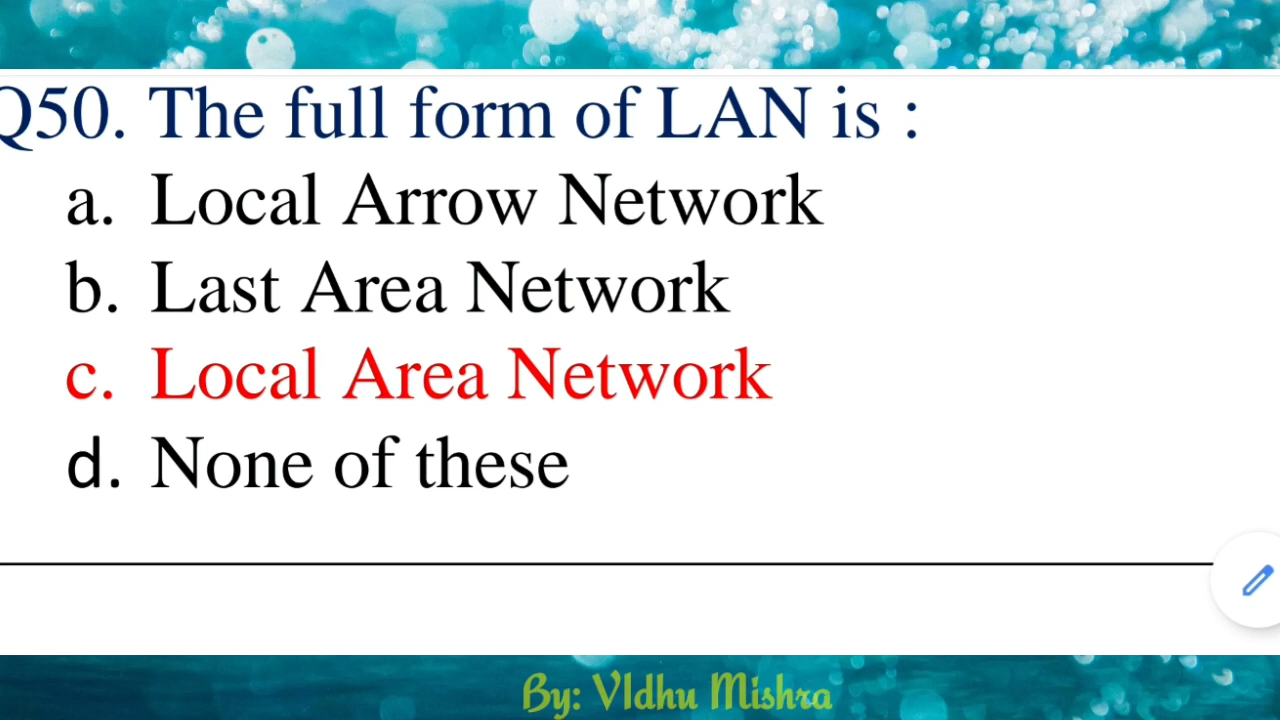 Q50. The full form of LAN is :
a. Local Arrow Network
b. Last Area Network
c. Local Area Network
d. None of these
By: VIdhu Mishra